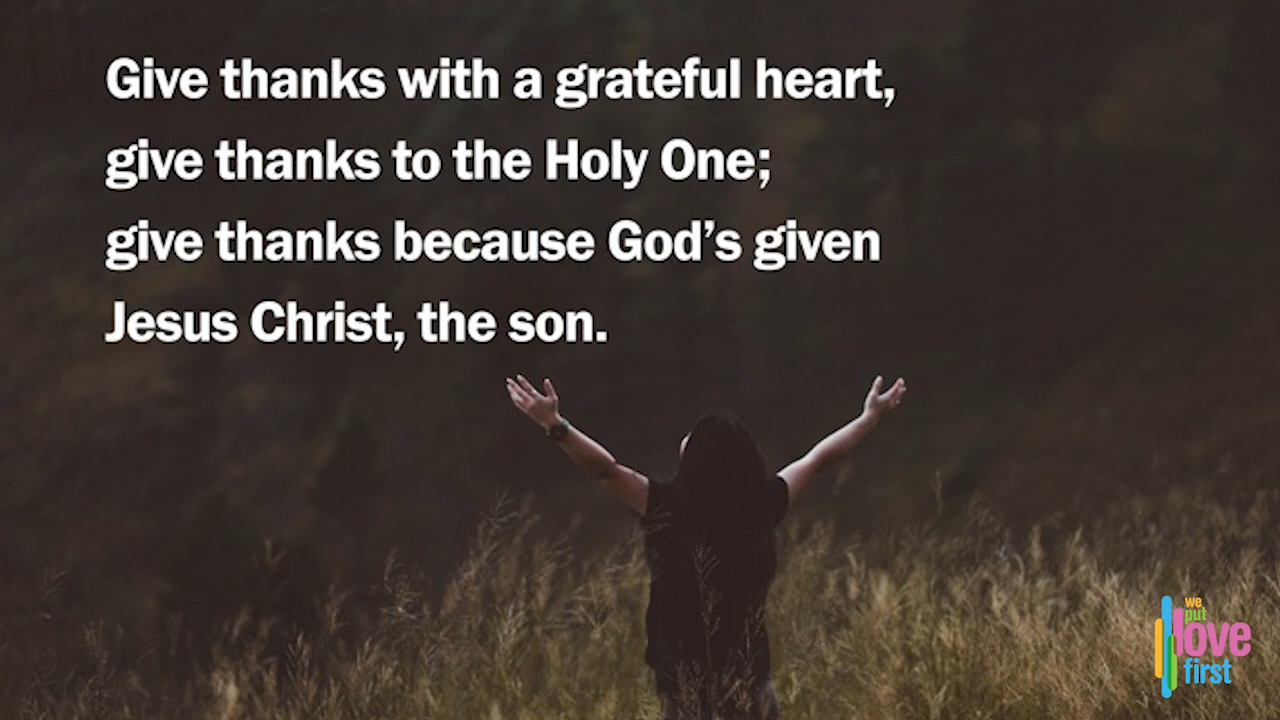 Give thanks with a grateful heart,
give thanks to the Holy One;
give thanks because God’s given
Jesus Christ, the son.
we
put
love
first